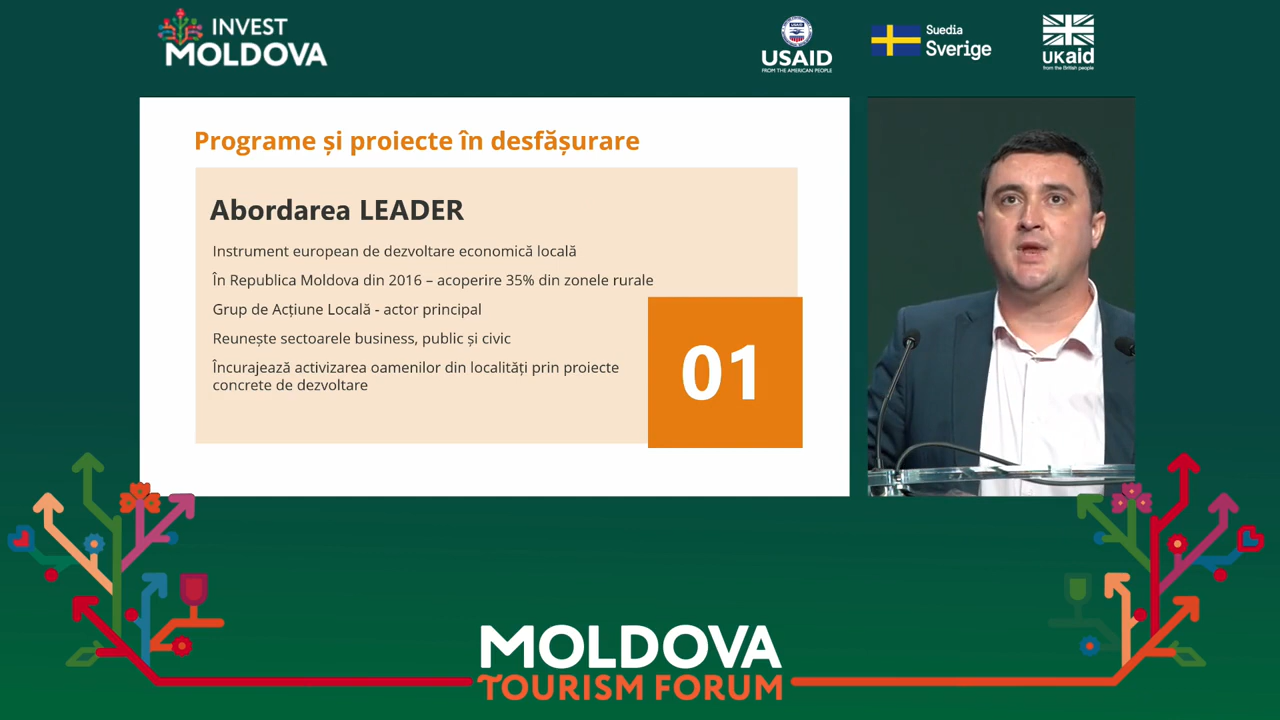 INVEST
MOLDOVA
USAID
FROM THE AMERICAN PEOPLE
Suedia
Sverige
UKaid
from the British people
Programe și proiecte în desfășurare
Abordarea LEADER
Instrument european de dezvoltare economică locală
În Republica Moldova din 2016 – acoperire 35% din zonele rurale
Grup de Acțiune Locală - actor principal
Reunește sectoarele business, public și civic
Încurajează activizarea oamenilor din localități prin proiecte
concrete de dezvoltare
01
MOLDOVA
TOURISM FORUM